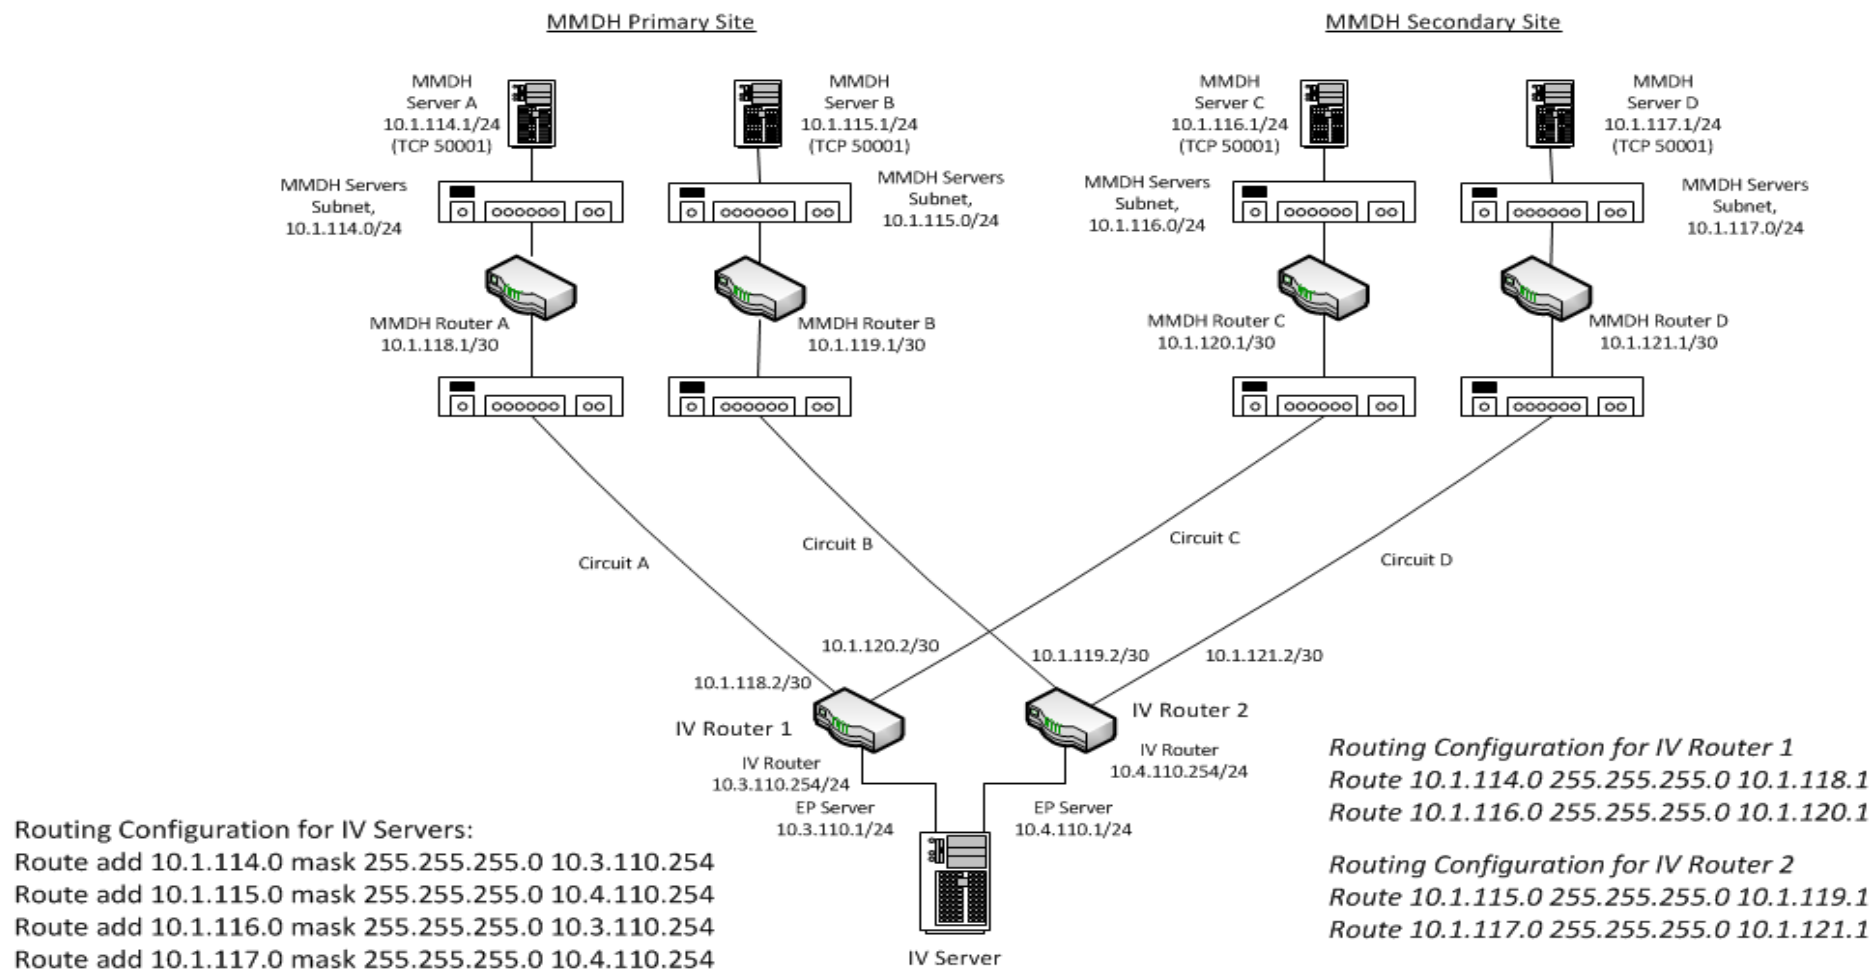 MMDH Primary Site
MMDH Secondary Site
MMDH
Server A
10.1.114.1/24
(TCP 50001)
MMDH
Server B
10.1.115.1/24
(TCP 50001)
MMDH
Server C
10.1.116.1/24
(TCP 50001)
MMDH
Server D
10.1.117.1/24
(TCP 50001)
MMDH Servers
Subnet,
10.1.114.0/24
MMDH Servers
Subnet,
10.1.115.0/24
MMDH Servers
Subnet,
10.1.116.0/24
MMDH Servers
Subnet,
10.1.117.0/24
MMDH Router A
10.1.118.1/30
MMDH Router B
10.1.119.1/30
MMDH Router C
10.1.120.1/30
MMDH Router D
10.1.121.1/30
Circuit A
Circuit B
Circuit C
Circuit D
10.1.120.2/30
10.1.118.2/30
10.1.119.2/30
10.1.121.2/30
IV Router 1
IV Router 2
IV Router
10.3.110.254/24
IV Router
10.4.110.254/24
EP Server
10.3.110.1/24
EP Server
10.4.110.1/24
IV Server
Routing Configuration for IV Servers:
Route add 10.1.114.0 mask 255.255.255.0 10.3.110.254
Route add 10.1.115.0 mask 255.255.255.0 10.4.110.254
Route add 10.1.116.0 mask 255.255.255.0 10.3.110.254
Route add 10.1.117.0 mask 255.255.255.0 10.4.110.254
Routing Configuration for IV Router 1
Route 10.1.114.0 255.255.255.0 10.1.118.1
Route 10.1.116.0 255.255.255.0 10.1.120.1
Routing Configuration for IV Router 2
Route 10.1.115.0 255.255.255.0 10.1.119.1
Route 10.1.117.0 255.255.255.0 10.1.121.1